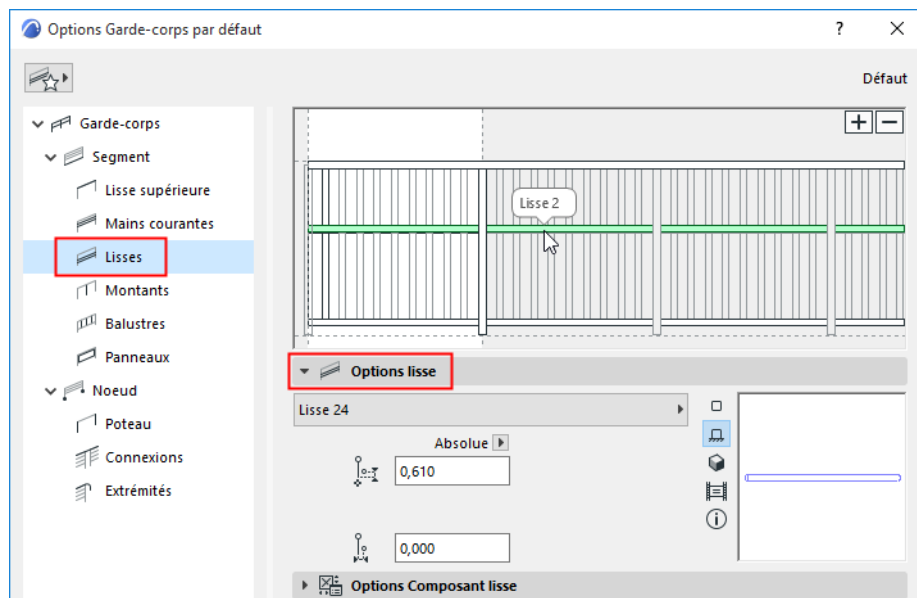 Options Garde-corps par défaut
?
Défaut
Garde-corps
Segment
Lisse supérieure
Mains courantes
Lisses
Montants
Balustres
Panneaux
Noeud
Poteau
Connexions
Extrémités
Lisse 2
Options lisse
Lisse 24
Absolue
0,610
0,000
Options Composant lisse